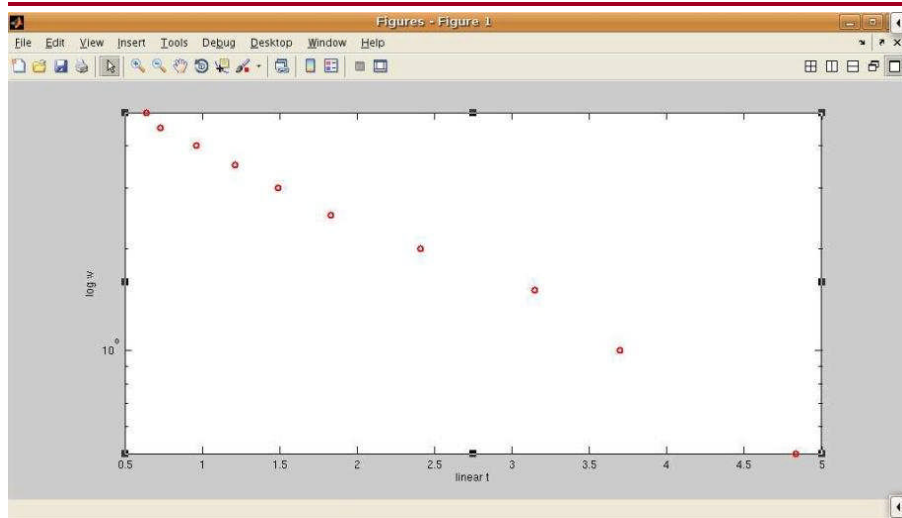 Figures - Figure 1
File Edit View Insert Tools Debug Desktop Window Help
log w
10⁰
0.5 1 1.5 2 2.5 3 3.5 4 4.5 5
linear t